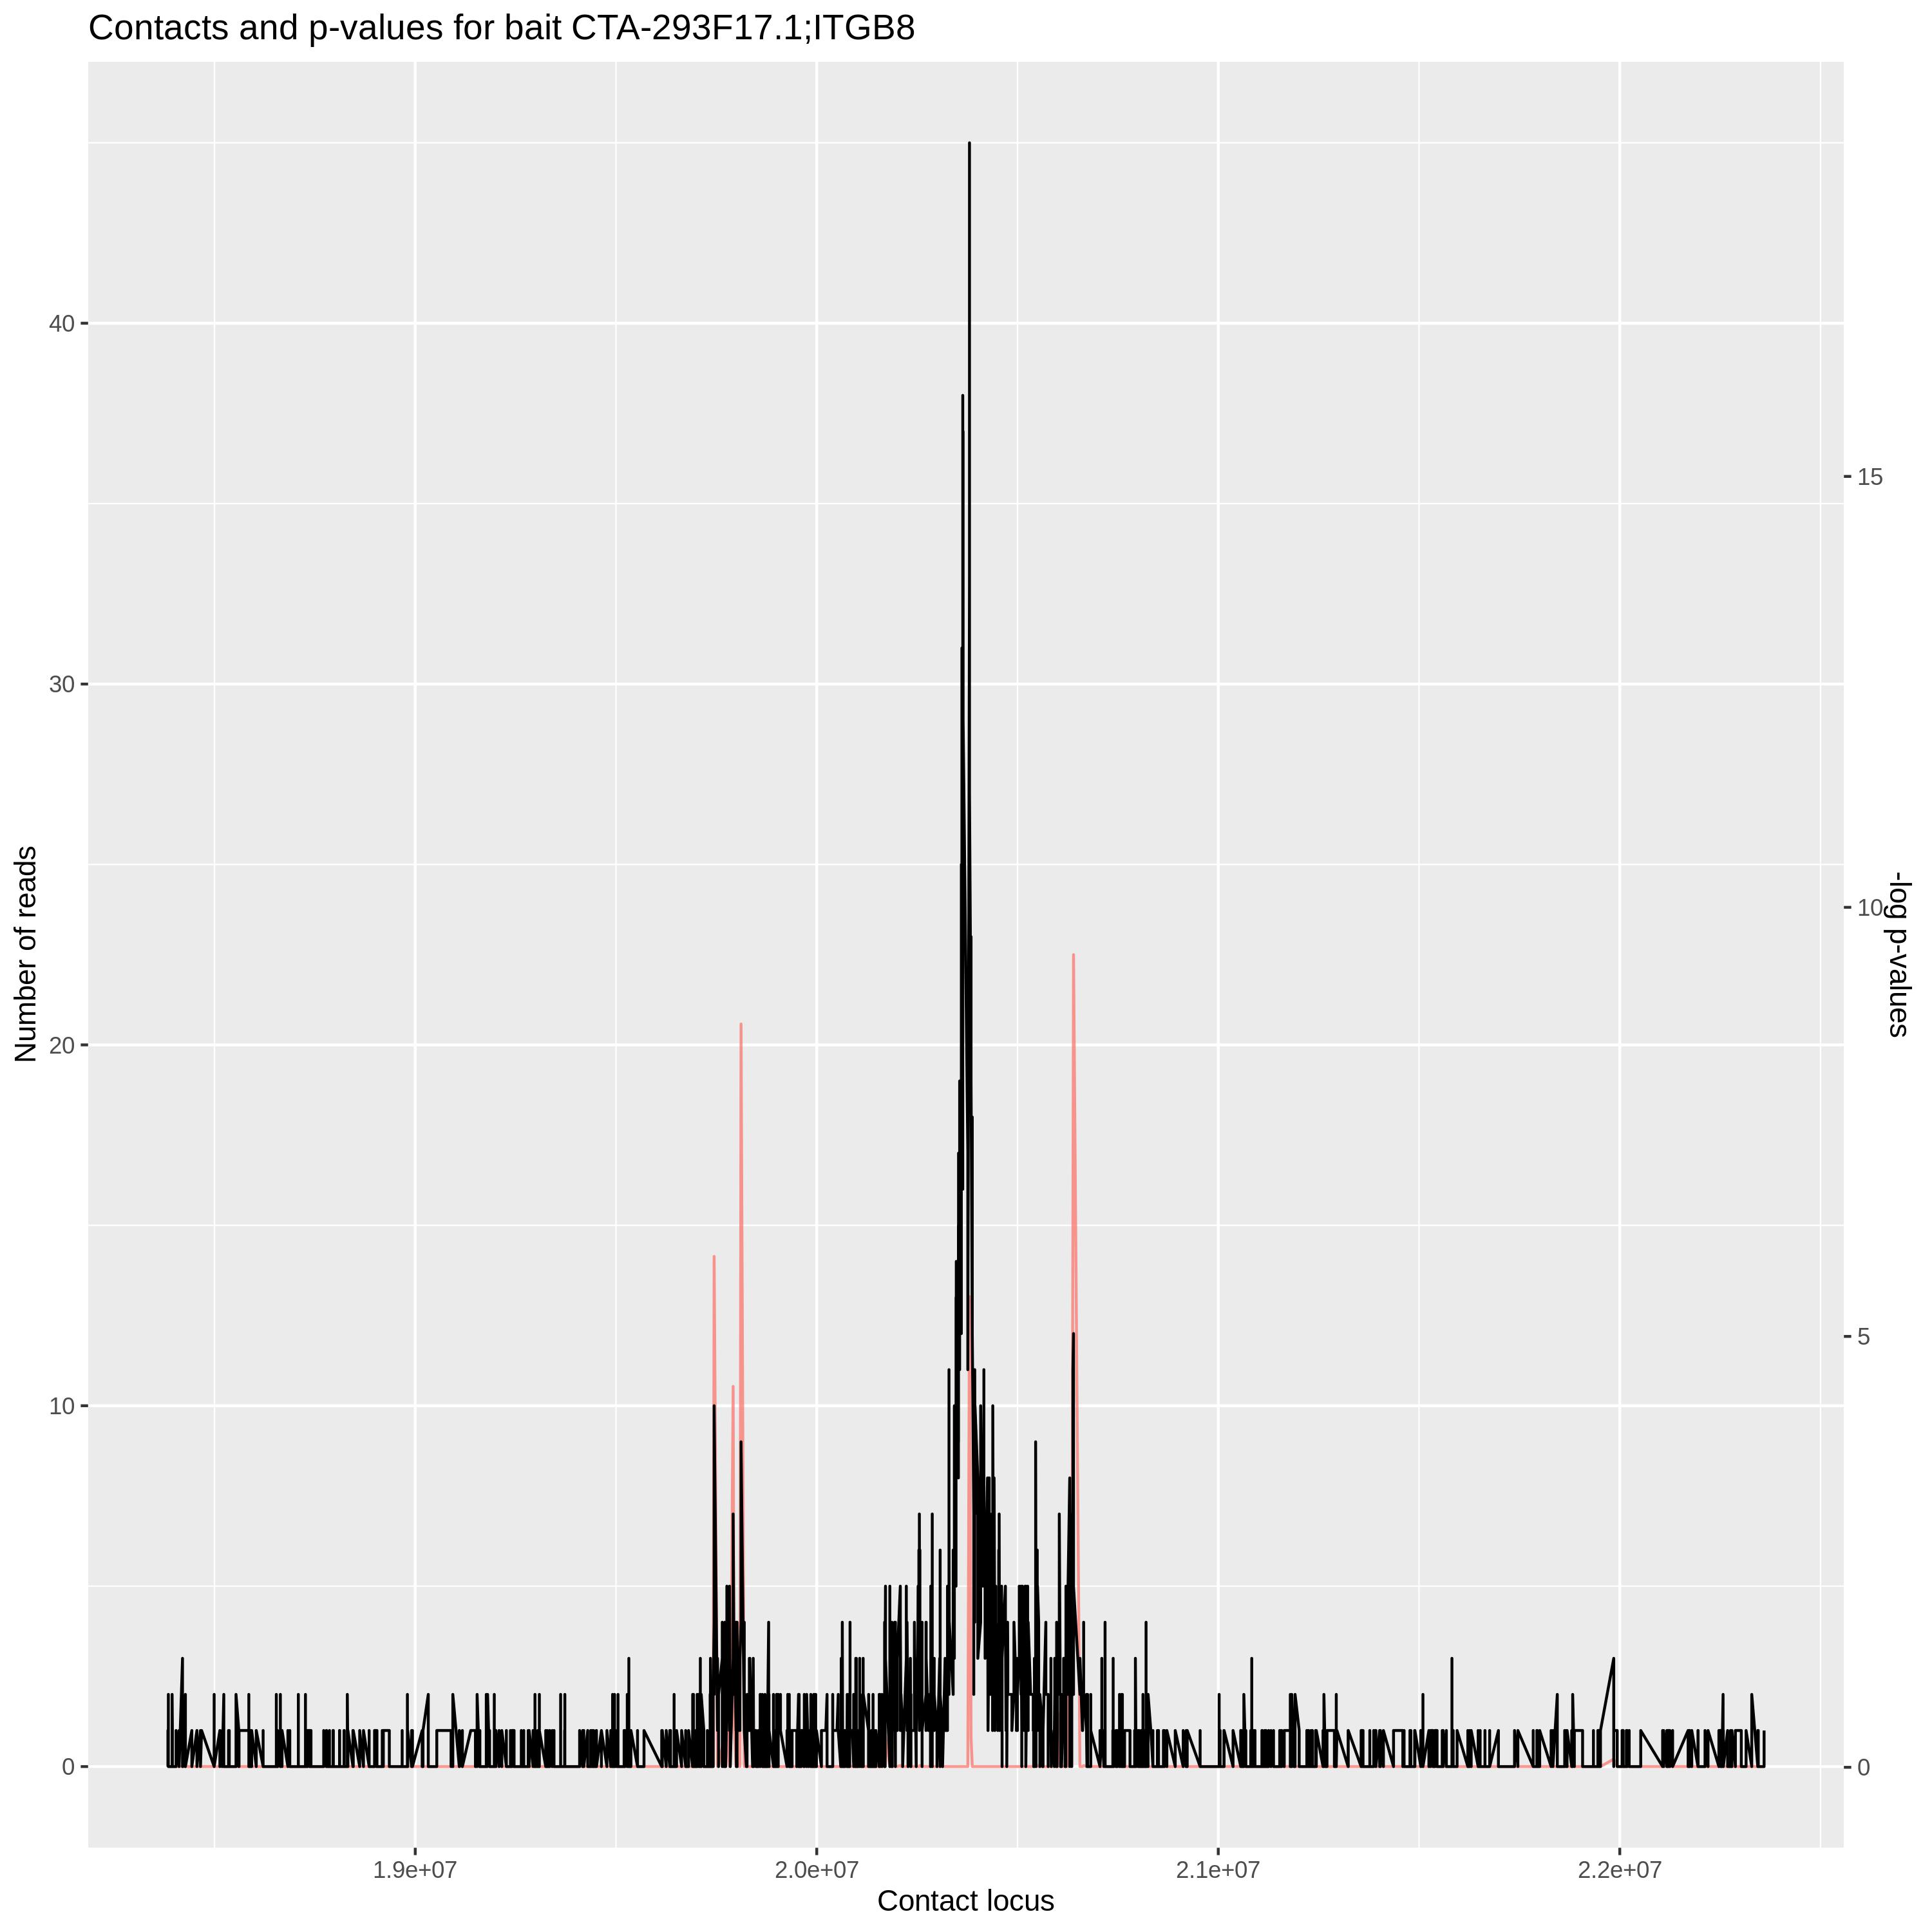 Contacts and p-values for bait CTA-293F17.1;ITGB8
Number of reads
40
30
20
10
0
15
10
5
0
-log p-values
1.9e+07
2.0e+07
2.1e+07
2.2e+07
Contact locus